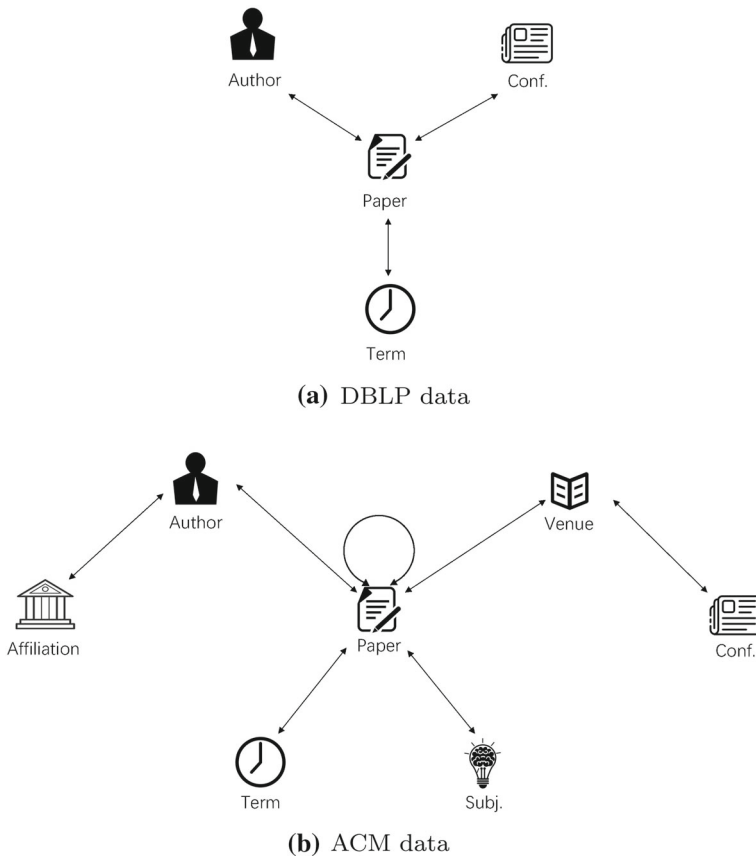 Author
Conf.
Paper
Term
(a) DBLP data
Author
Venue
Affiliation
Paper
Conf.
Term
Subj.
(b) ACM data